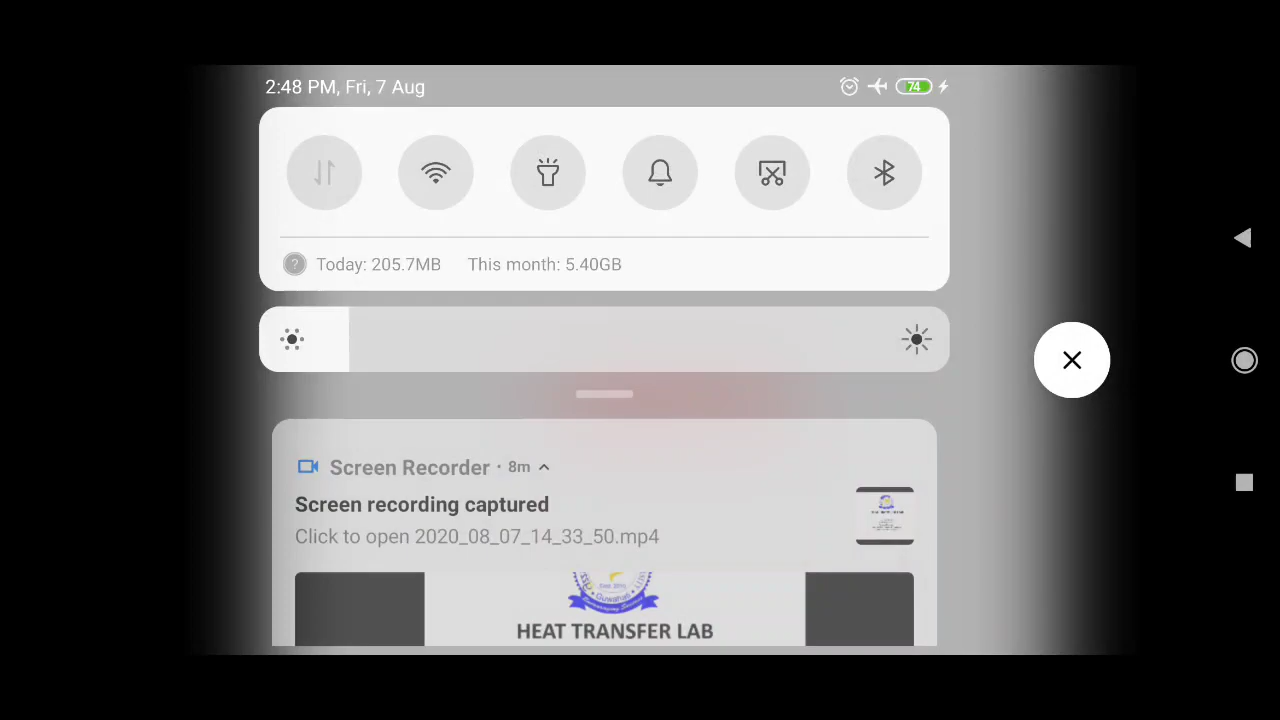 2:48 PM, Fri, 7 Aug
74
Today: 205.7MB This month: 5.40GB
Screen Recorder · 8m
Screen recording captured
Click to open 2020_08_07_14_33_50.mp4
Guwahati
HEAT TRANSFER LAB